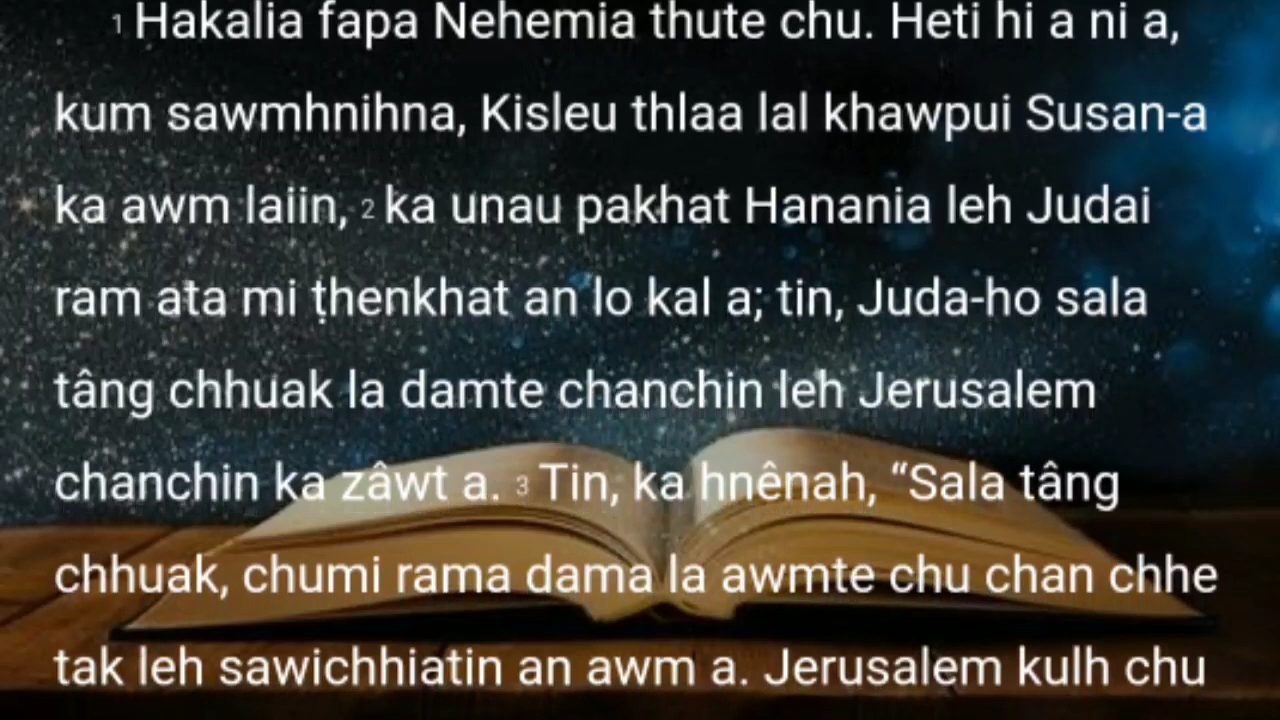 1 Hakalia fapa Nehemia thute chu. Heti hi a ni a,
kum sawmhnihna, Kisleu thlaa lal khawpui Susan-a
ka awm laiin, 2 ka unau pakhat Hanania leh Judai
ram ata mi ṭhenkhat an lo kal a; tin, Juda-ho sala
tâng chhuak la damte chanchin leh Jerusalem
chanchin ka zâwt a. 3 Tin, ka hnênah, “Sala tâng
chhuak, chumi rama dama la awmte chu chan chhe
tak leh sawichhiatin an awm a. Jerusalem kulh chu